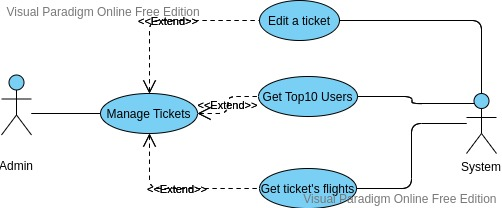 Visual Paradigm Online Free Edition
<<Extend>>
Edit a ticket
<<Extend>>
Get Top10 Users
Manage Tickets
Admin
System
<<Extend>>
Get ticket's flights
Visual Paradigm Online Free Edition